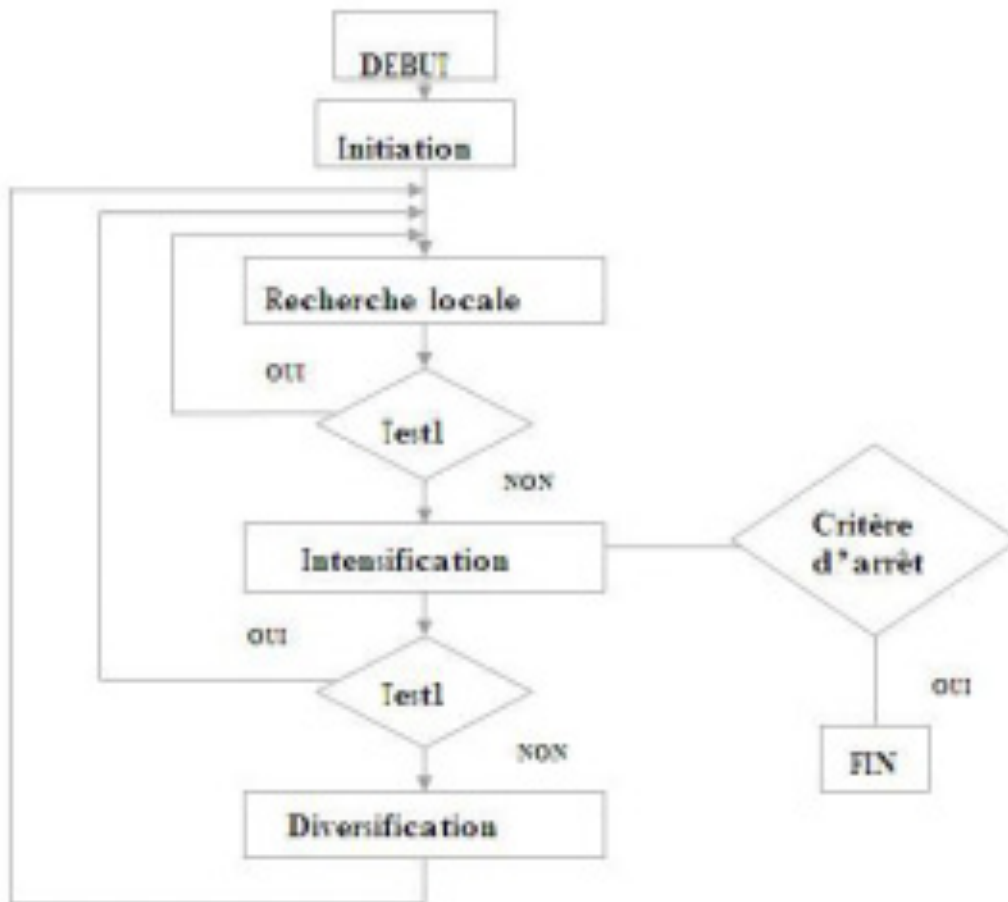 DEBUT
Initiation
Recherche locale
OUI
Test1
NON
Critère
d'arrêt
Intensification
OUI
Test1
OUI
NON
FIN
Diversification